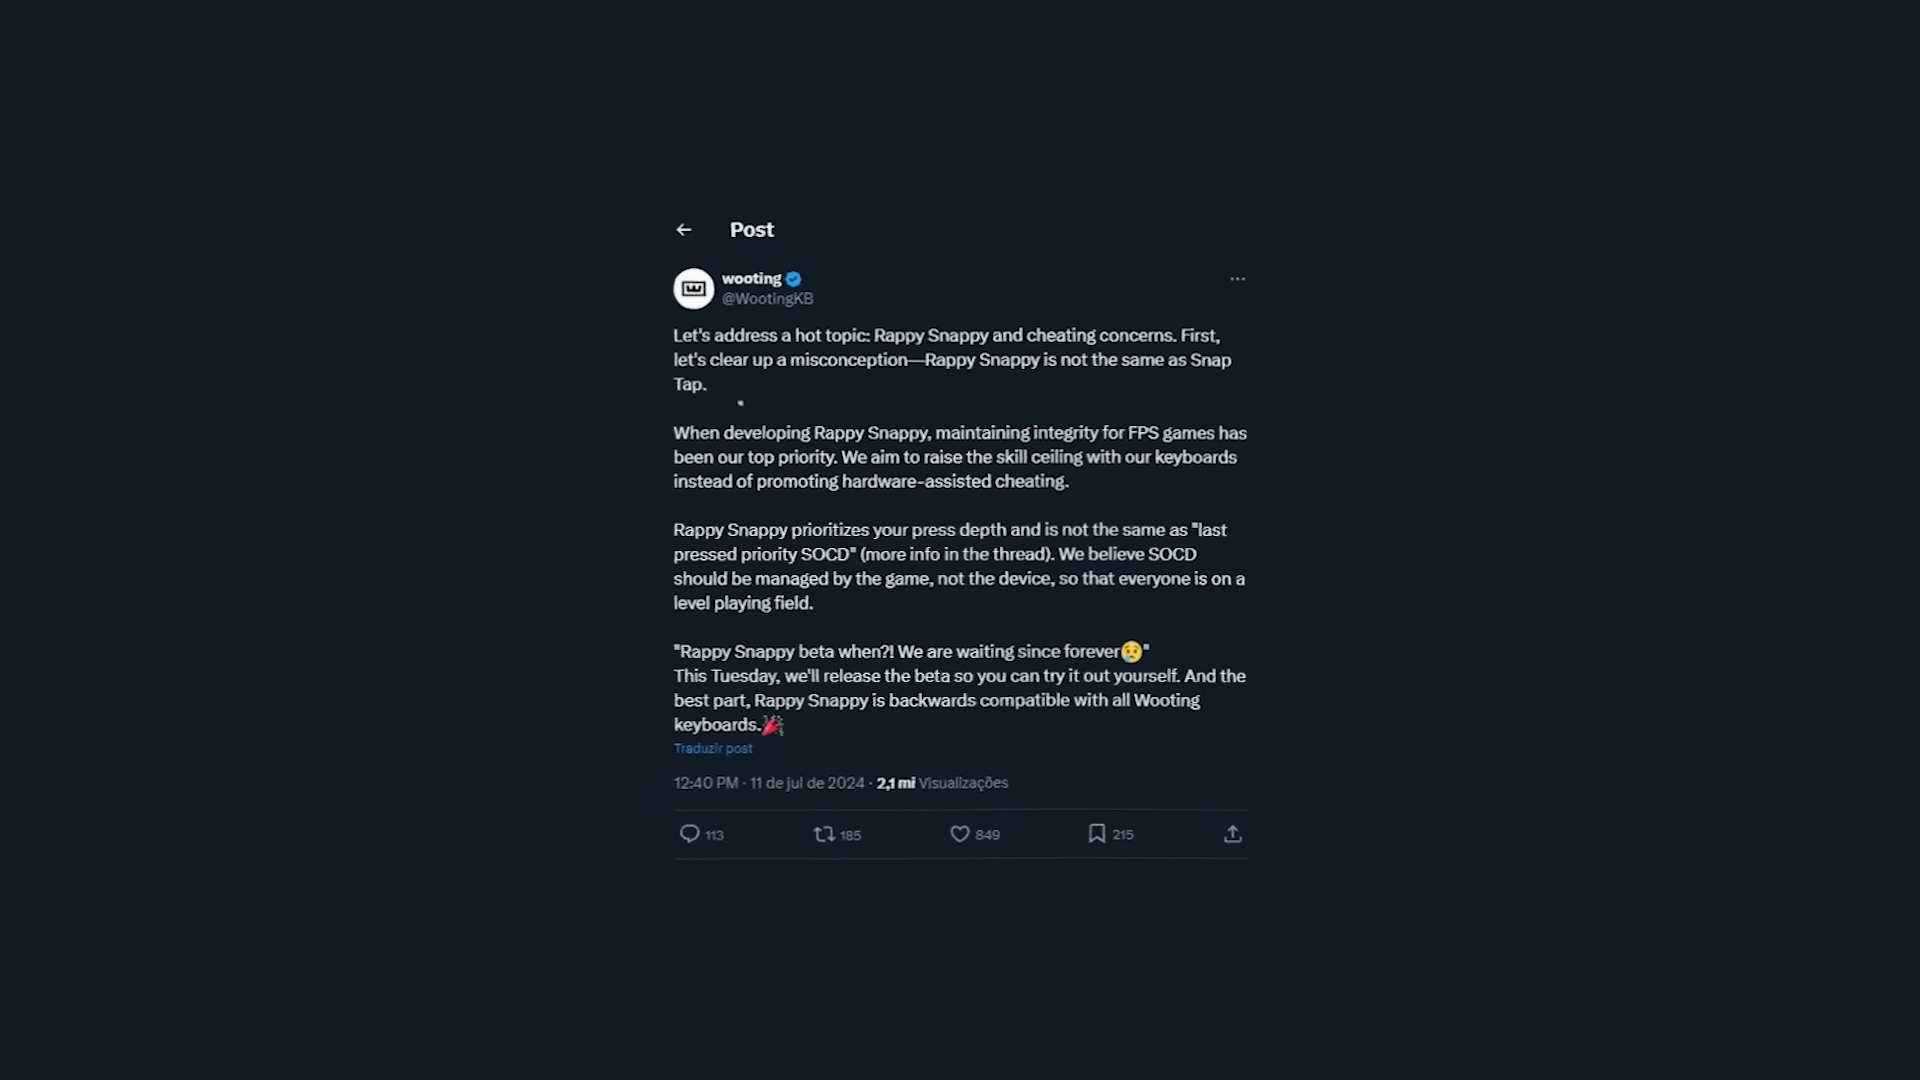 Post
wooting
@WootingKB
Let's address a hot topic: Rappy Snappy and cheating concerns. First,
let's clear up a misconception—Rappy Snappy is not the same as Snap
Tap.
When developing Rappy Snappy, maintaining integrity for FPS games has
been our top priority. We aim to raise the skill ceiling with our keyboards
instead of promoting hardware-assisted cheating.
Rappy Snappy prioritizes your press depth and is not the same as "last
pressed priority SOCD" (more info in the thread). We believe SOCD
should be managed by the game, not the device, so that everyone is on a
level playing field.
"Rappy Snappy beta when?! We are waiting since forever😢"
This Tuesday, we'll release the beta so you can try it out yourself. And the
best part, Rappy Snappy is backwards compatible with all Wooting
keyboards.🎉
Traduzir post
12:40 PM · 11 de jul de 2024 · 2,1 mi Visualizações
113 185 849 215